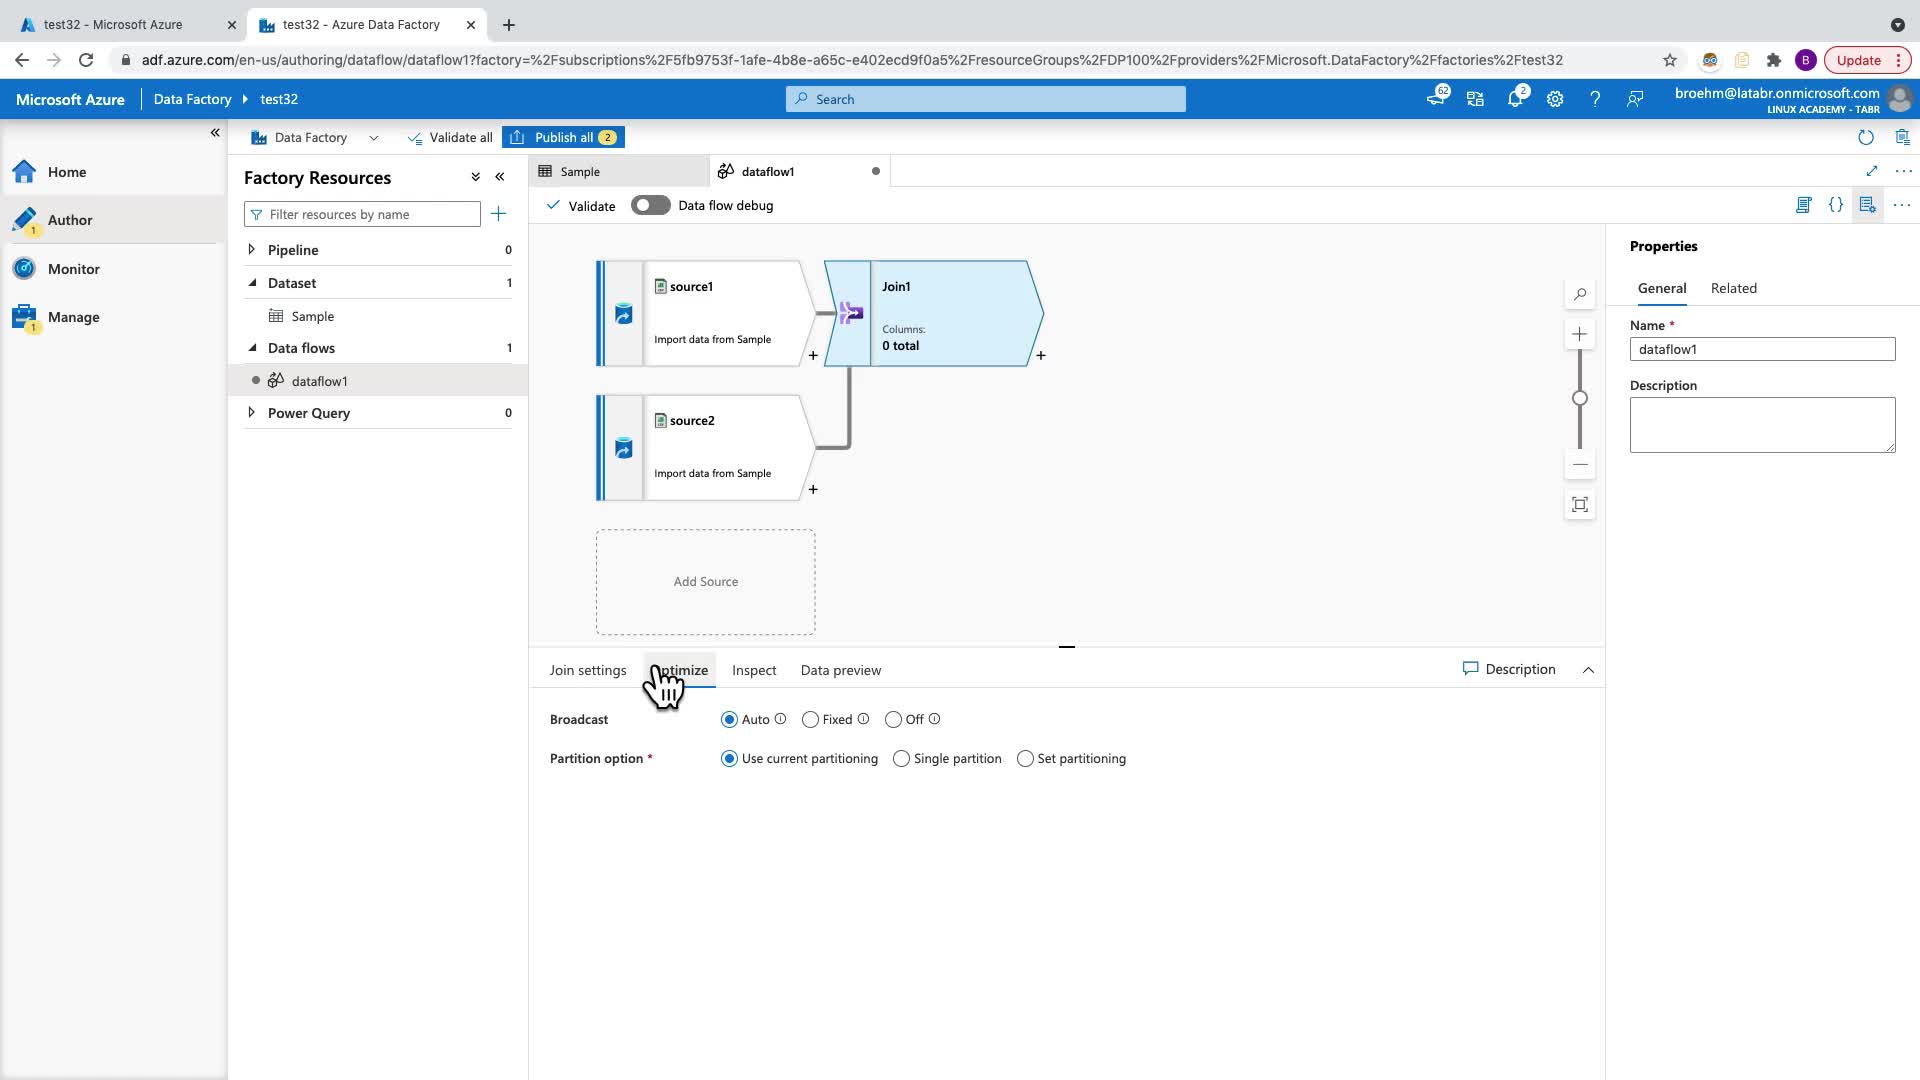 test32 - Microsoft Azure
test32 - Azure Data Factory
adf.azure.com/en-us/authoring/dataflow/dataflow1?factory=%2Fsubscriptions%2F5fb9753f-1afe-4b8e-a65c-e402ecd9f0a5%2FresourceGroups%2FDP100%2Fproviders%2FMicrosoft.DataFactory%2Ffactories%2Ftest32
B
Update
Microsoft Azure
Data Factory
test32
Search
62
2
broehm@latabr.onmicrosoft.com
LINUX ACADEMY - TABR
Data Factory
Validate all
Publish all
2
Home
Author
1
Monitor
Manage
1
Factory Resources
Filter resources by name
Pipeline
0
Dataset
1
Sample
Data flows
1
dataflow1
Power Query
0
Sample
dataflow1
Validate
Data flow debug
source1
Import data from Sample
Join1
Columns:
0 total
source2
Import data from Sample
Add Source
Properties
General
Related
Name *
dataflow1
Description
Join settings
Inspect
Data preview
Description
Broadcast
Auto
Fixed
Off
Partition option *
Use current partitioning
Single partition
Set partitioning